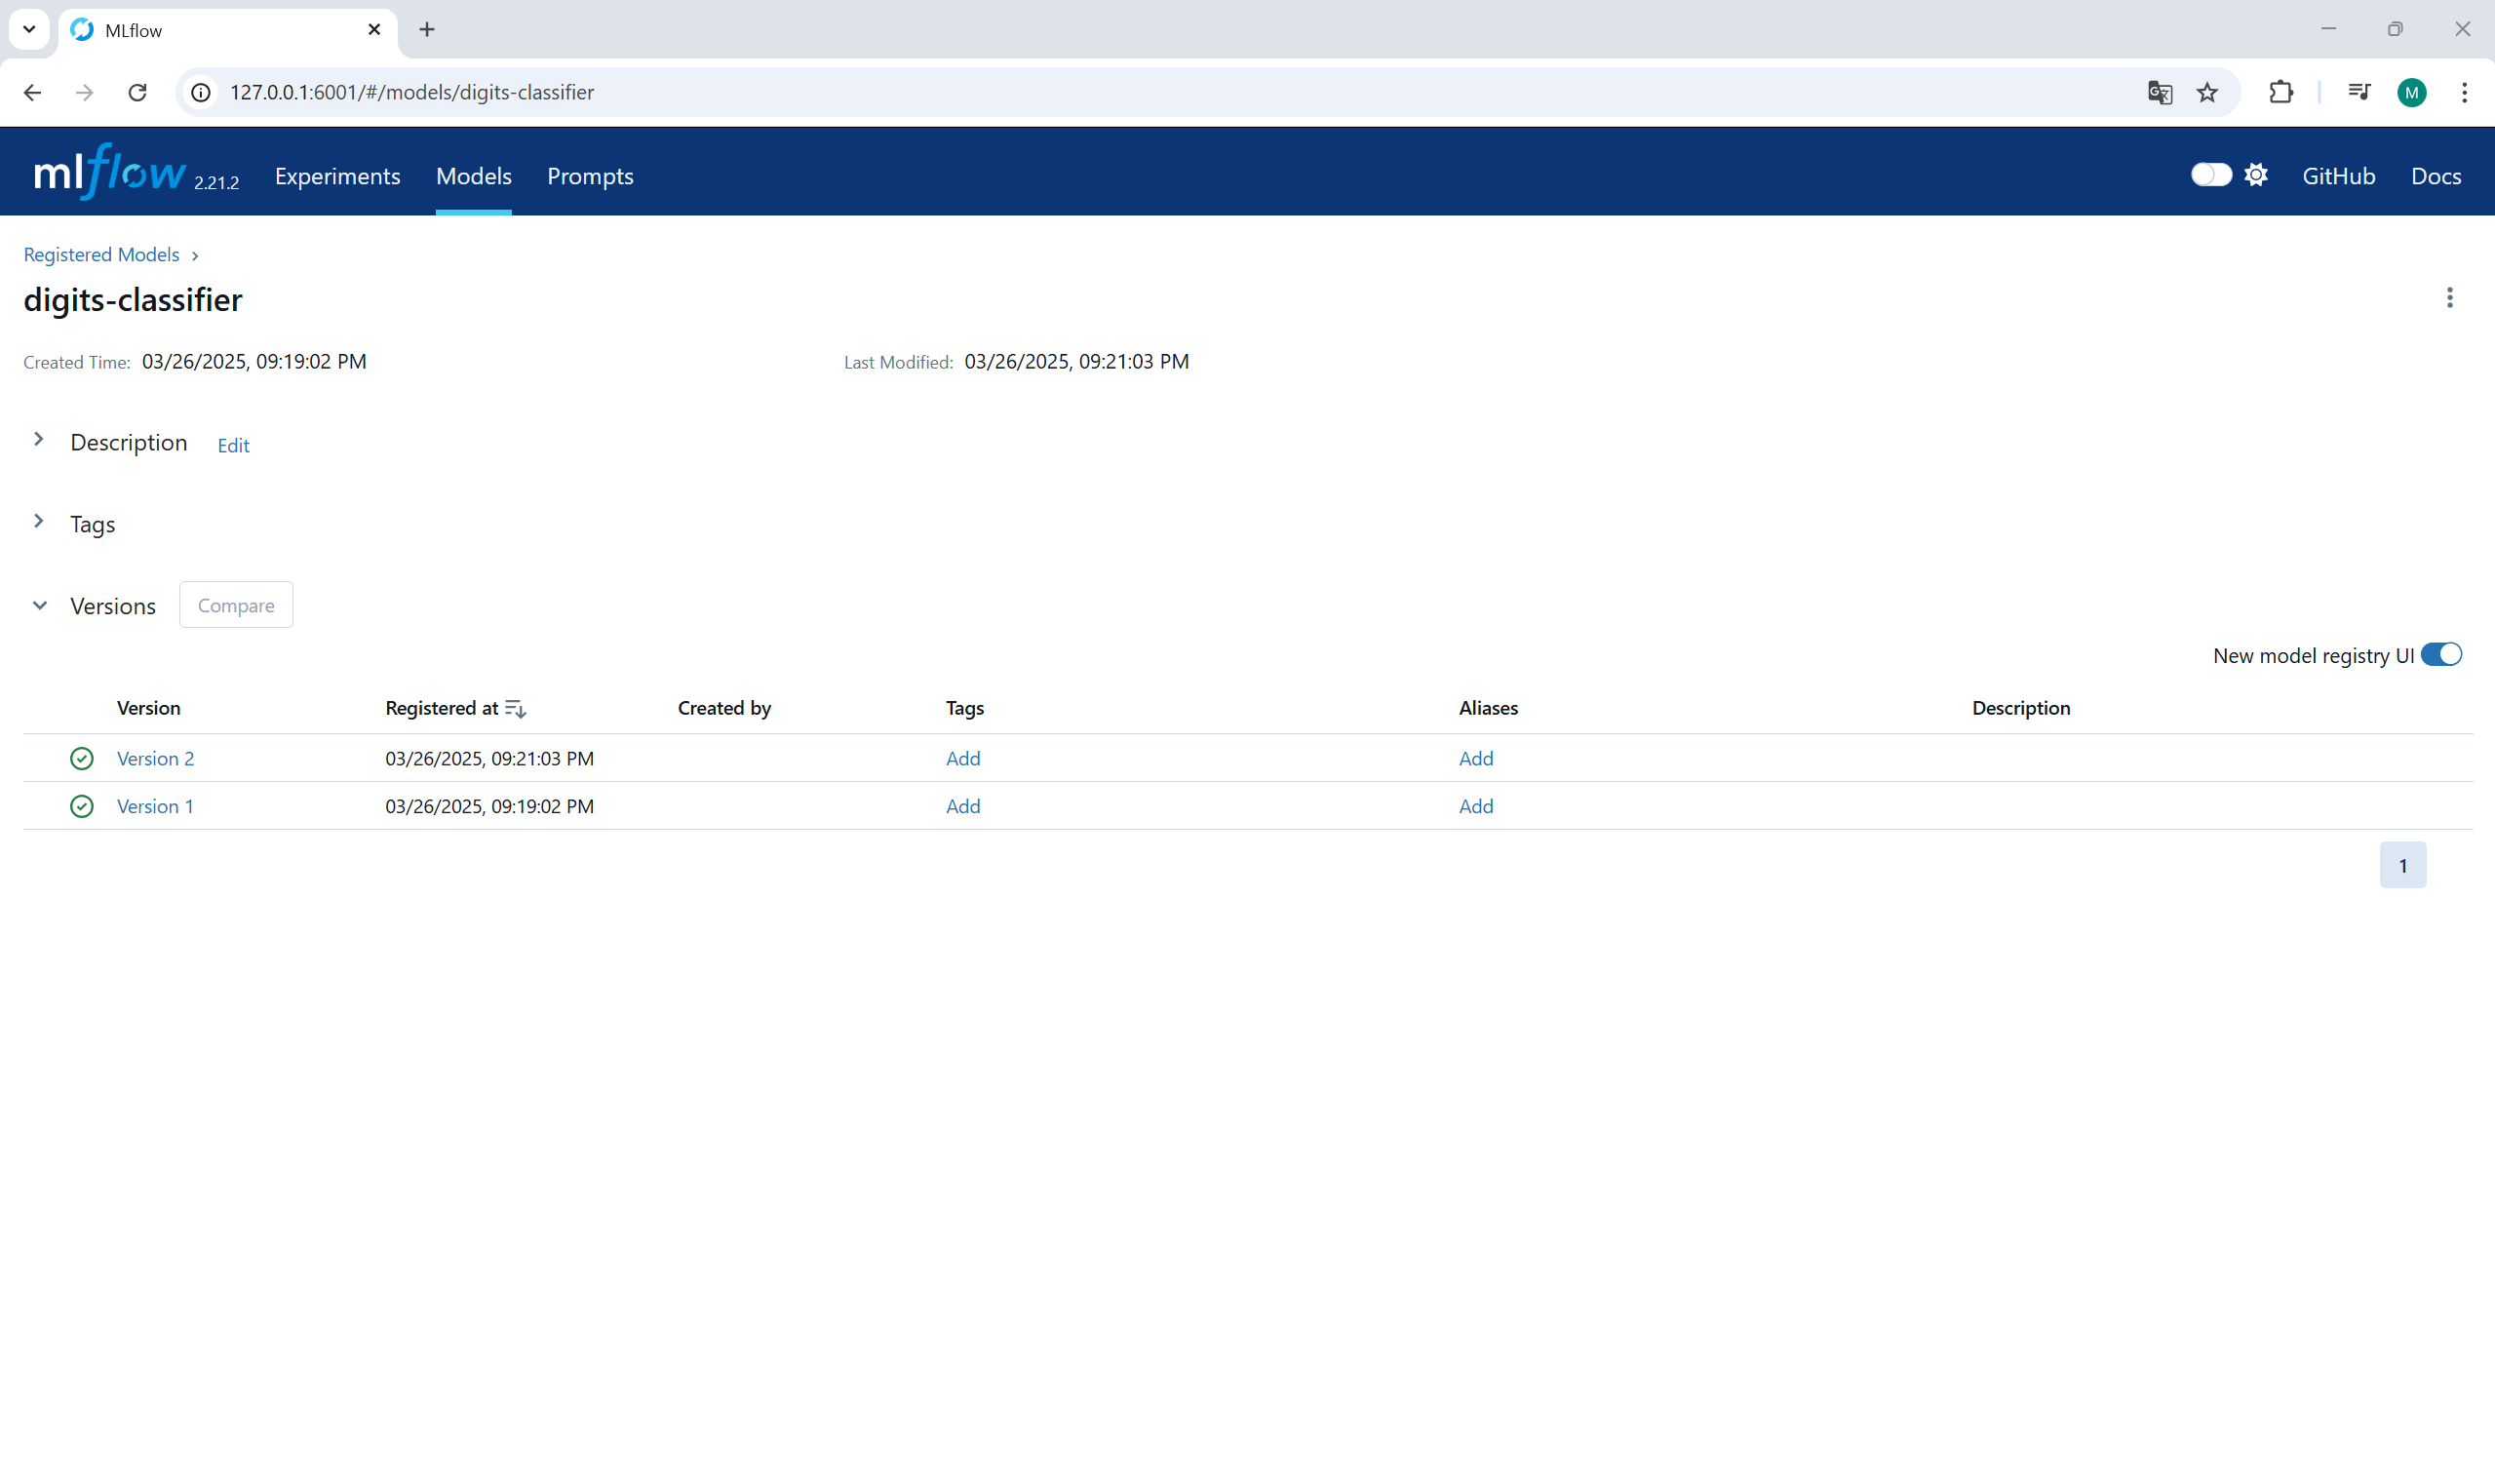 MLflow
127.0.0.1:6001/#/models/digits-classifier
M
mlflow 2.21.2 Experiments Models Prompts GitHub Docs
Registered Models
digits-classifier
Created Time: 03/26/2025, 09:19:02 PM Last Modified: 03/26/2025, 09:21:03 PM
Description Edit
Tags
Versions Compare
New model registry UI
Version Registered at Created by Tags Aliases Description
Version 2 03/26/2025, 09:21:03 PM Add Add
Version 1 03/26/2025, 09:19:02 PM Add Add
1